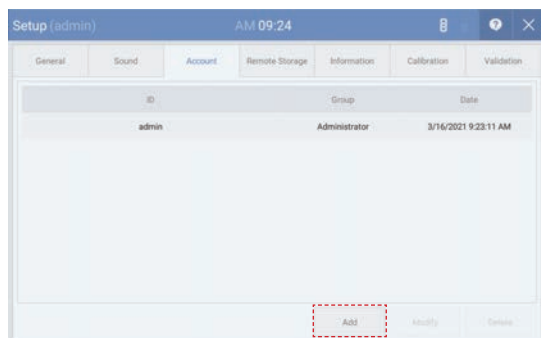 Setup (admin) AM 09:24
General Sound Account Remote Storage Information Calibration Validation
ID Group Date
admin Administrator 3/16/2021 9:23:11 AM
Add Modify Delete